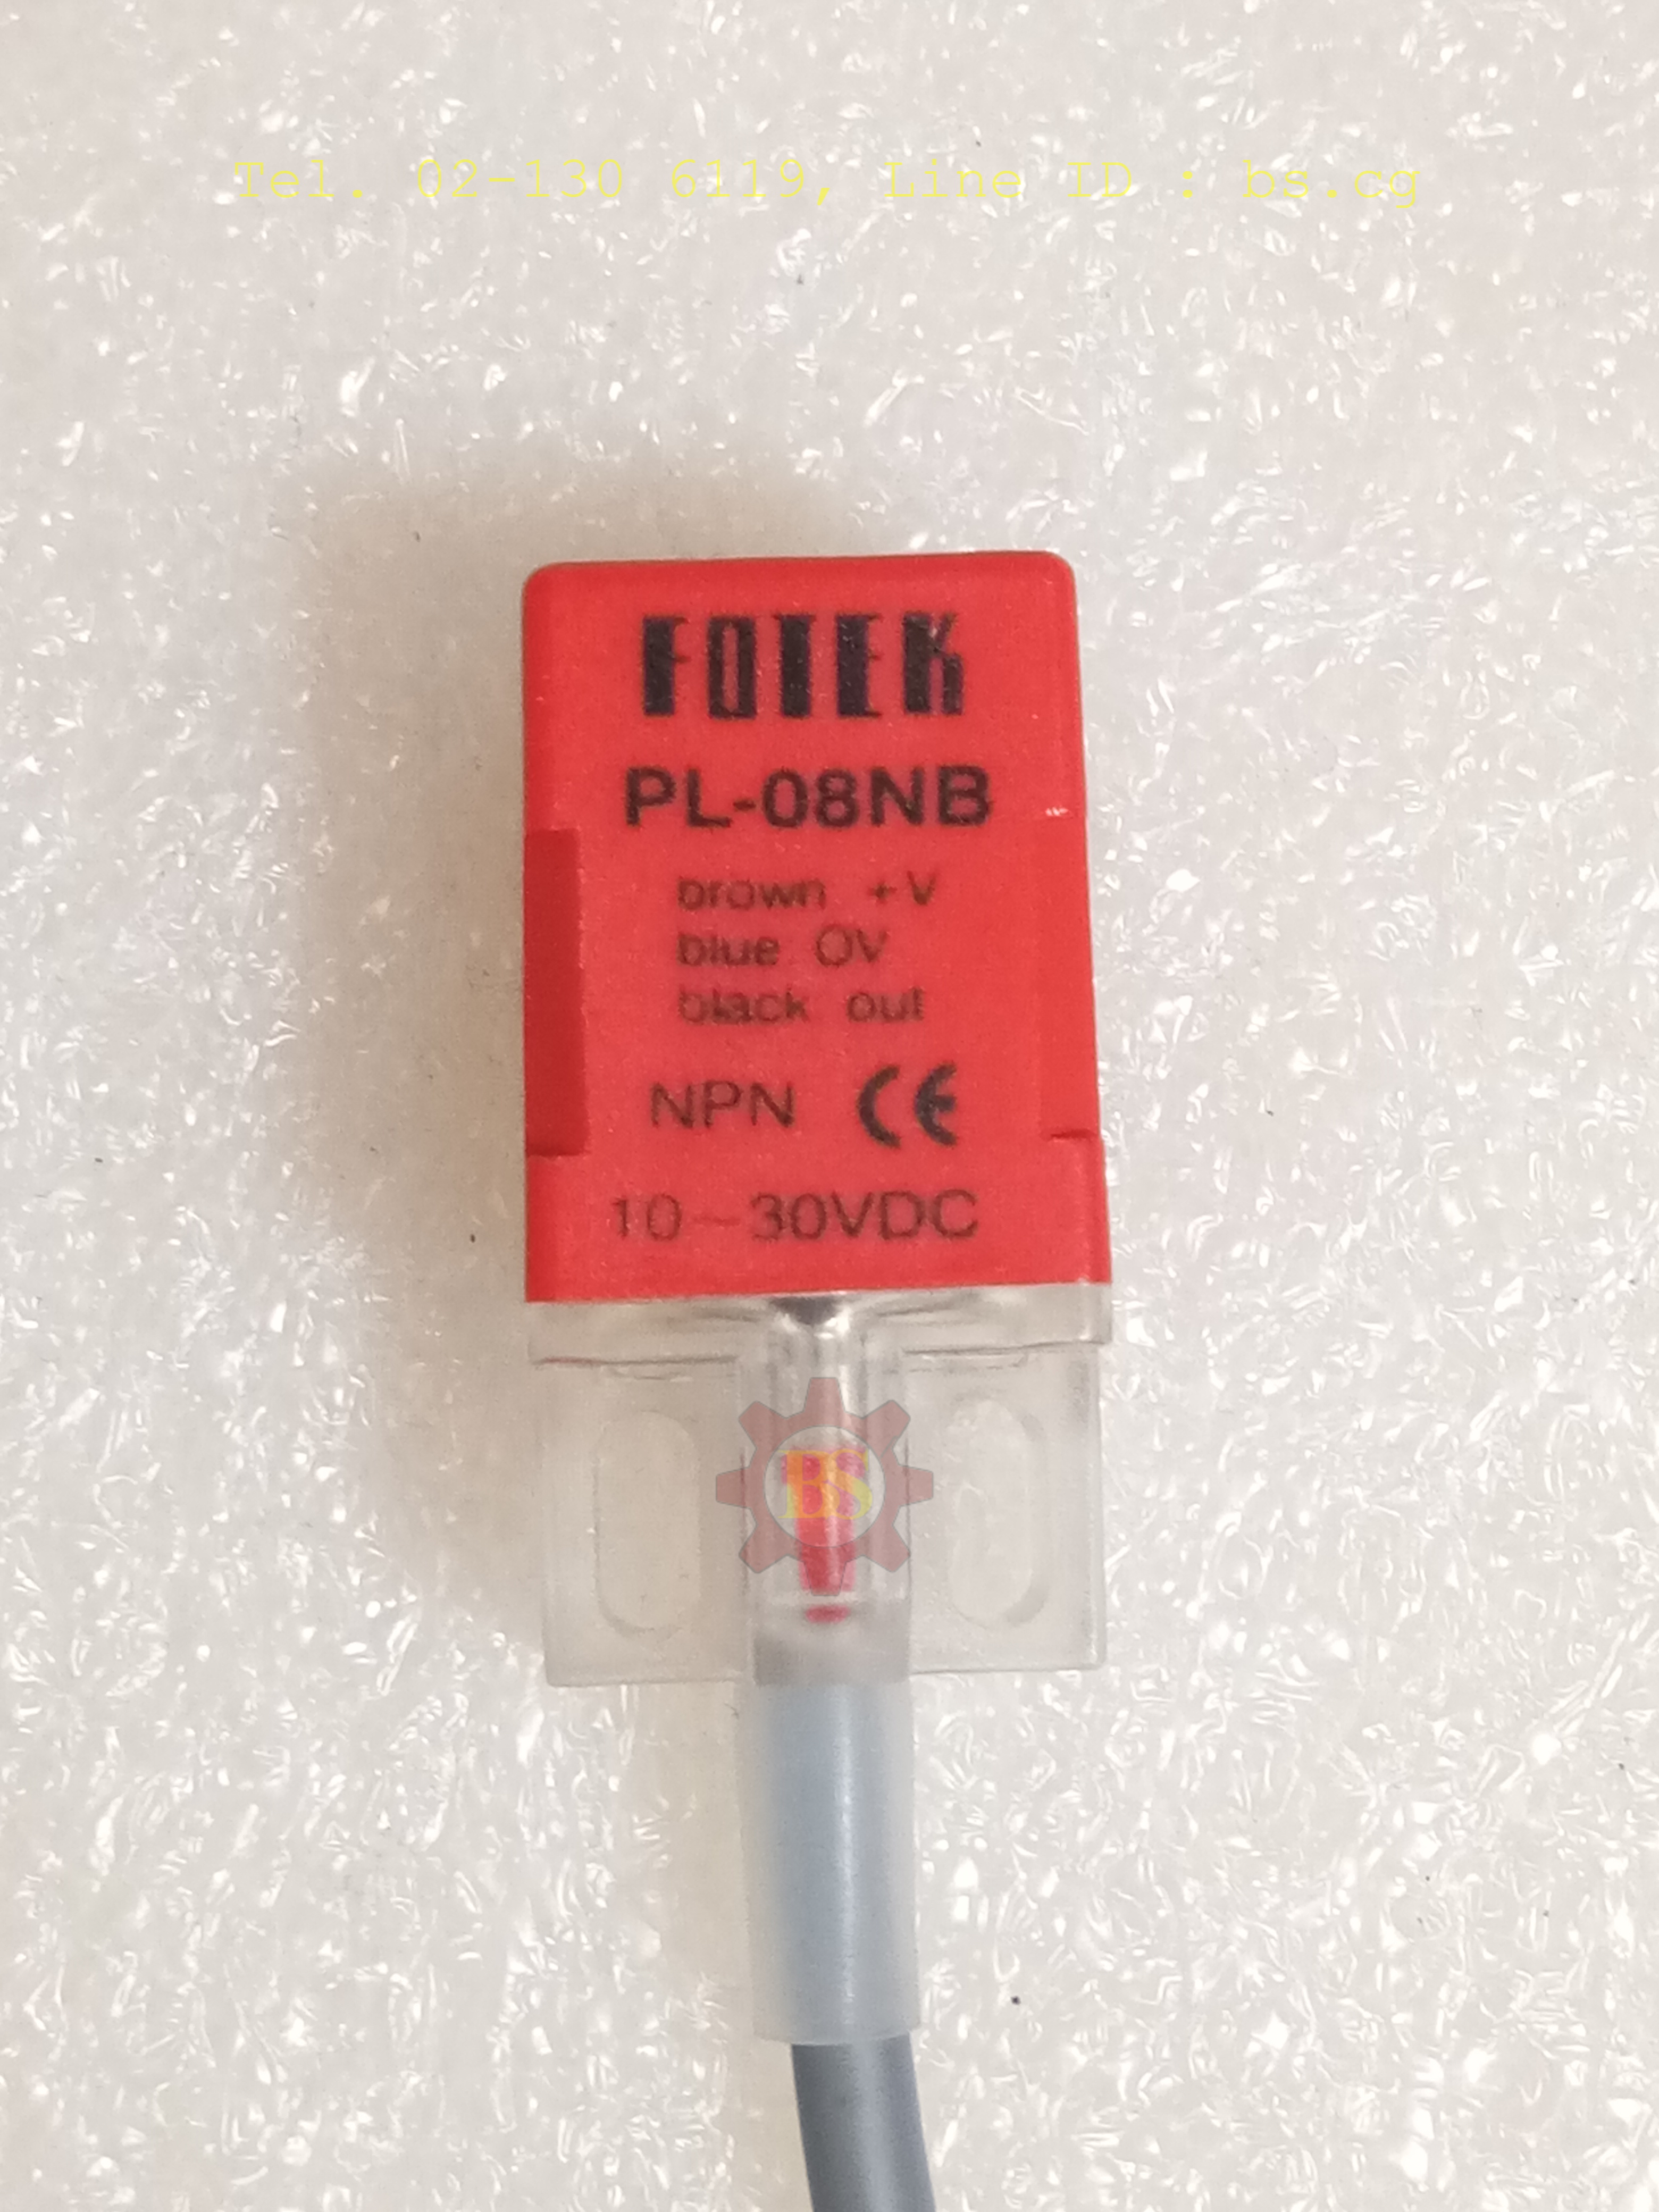 Tel. 02-130 6119, Line ID : bs.cg
FOTEK
PL-08NB
brown +V
blue 0V
black out
NPN CE
10-30VDC
BS